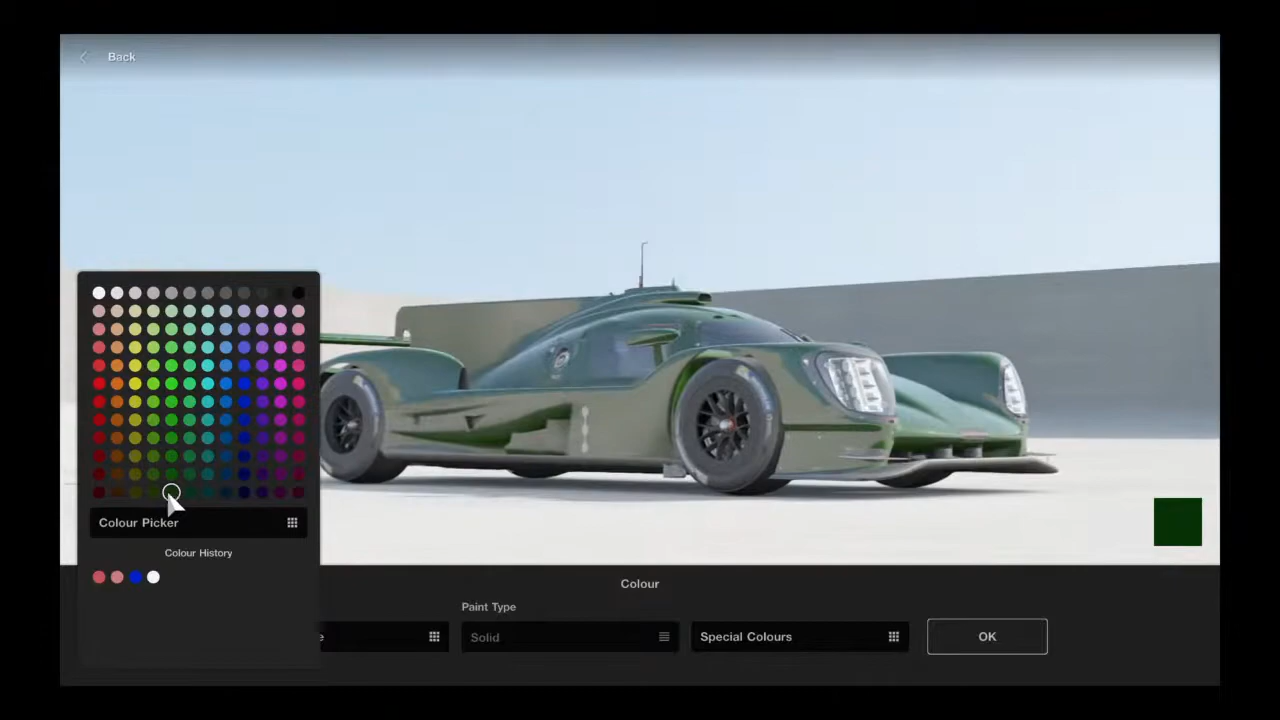 Back
Colour Picker
Colour History
Colour
Paint Type
e
Solid
Special Colours
OK